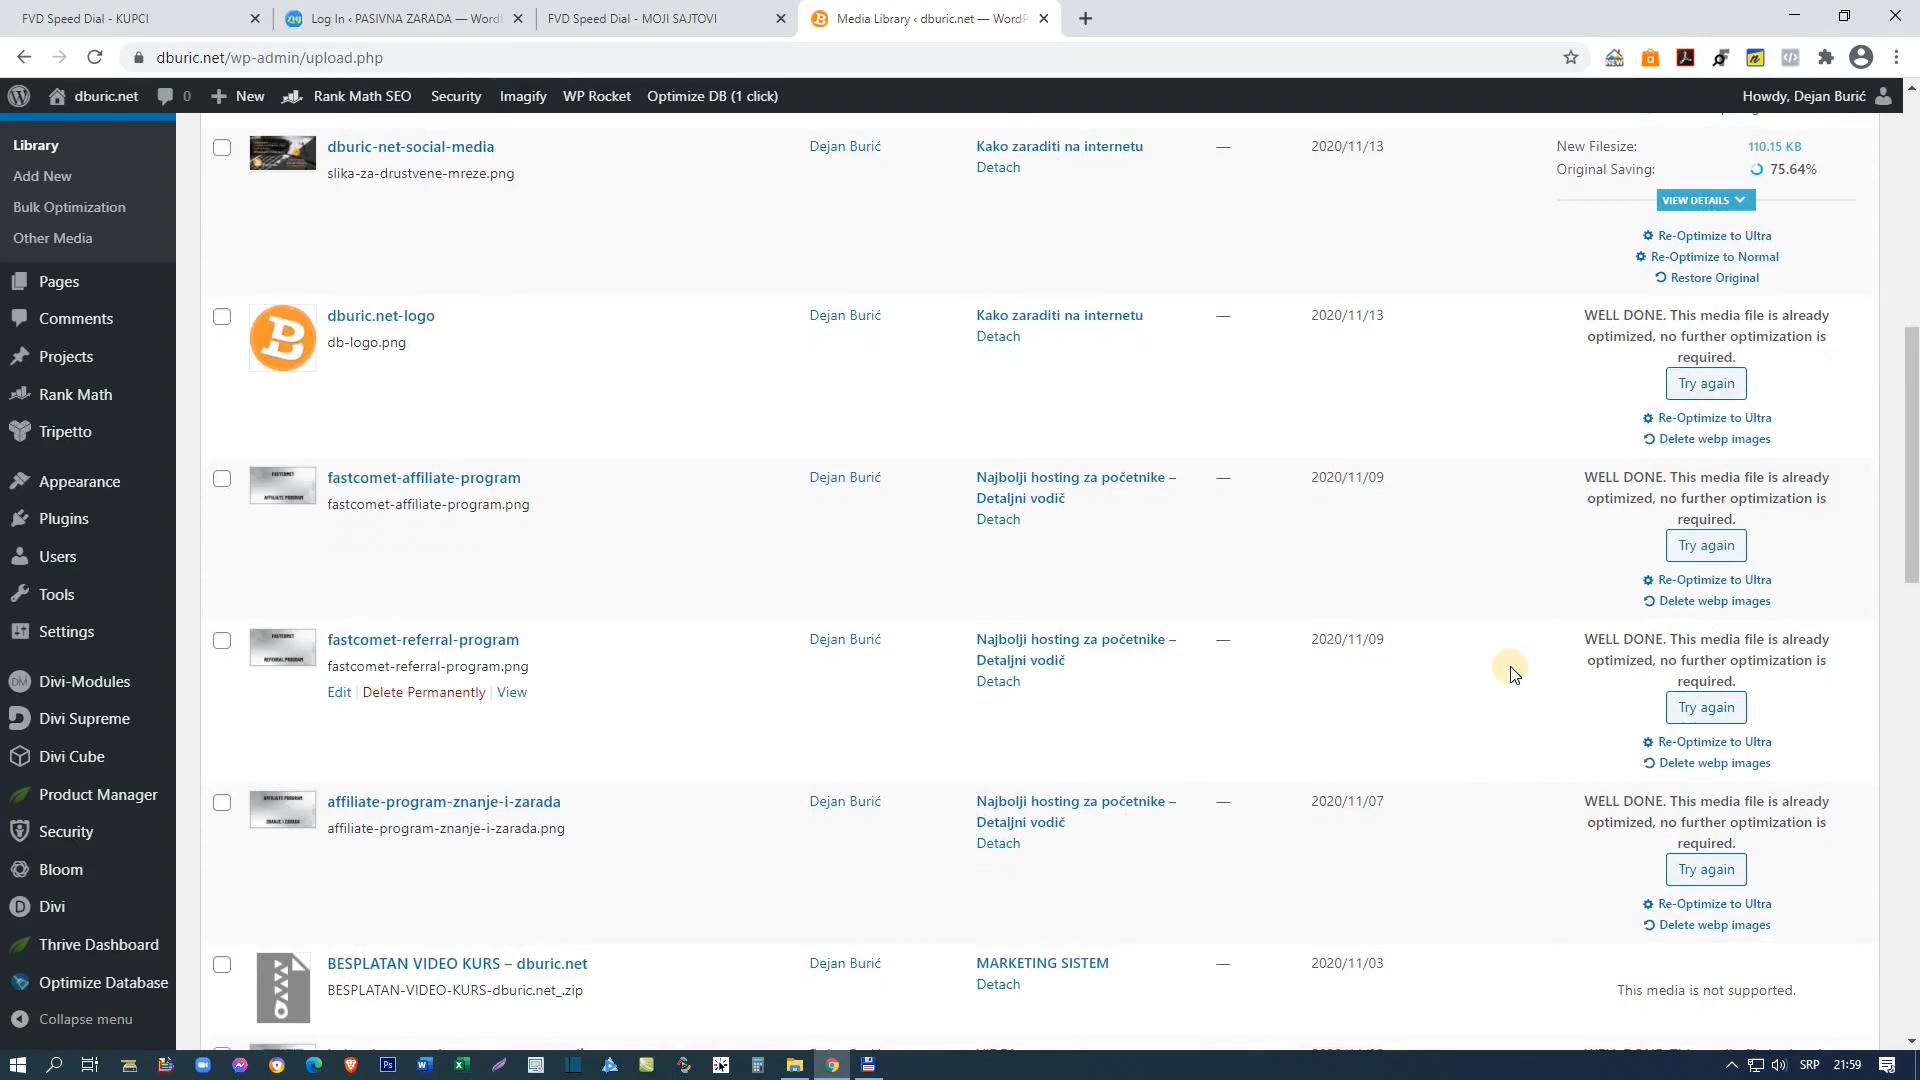 FVD Speed Dial - KUPCI
Log In ‹ PASIVNA ZARADA — Word
FVD Speed Dial - MOJI SAJTOVI
Media Library ‹ dburic.net — WordP
dburic.net/wp-admin/upload.php
dburic.net
0
New
Rank Math SEO
Security
Imagify
WP Rocket
Optimize DB (1 click)
Howdy, Dejan Burić
Library
Add New
Bulk Optimization
Other Media
Pages
Comments
Projects
Rank Math
Tripetto
Appearance
Plugins
Users
Tools
Settings
Divi-Modules
Divi Supreme
Divi Cube
Product Manager
Security
Bloom
Divi
Thrive Dashboard
Optimize Database
Collapse menu
dburic-net-social-media
slika-za-drustvene-mreze.png
Dejan Burić
Kako zaraditi na internetu
Detach
—
2020/11/13
New Filesize: 110.15 KB
Original Saving: 75.64%
VIEW DETAILS
Re-Optimize to Ultra
Re-Optimize to Normal
Restore Original
dburic.net-logo
db-logo.png
Dejan Burić
Kako zaraditi na internetu
Detach
—
2020/11/13
WELL DONE. This media file is already
optimized, no further optimization is
required.
Try again
Re-Optimize to Ultra
Delete webp images
FASTCOMET
AFFILIATE PROGRAM
fastcomet-affiliate-program
fastcomet-affiliate-program.png
Dejan Burić
Najbolji hosting za početnike –
Detaljni vodič
Detach
—
2020/11/09
WELL DONE. This media file is already
optimized, no further optimization is
required.
Try again
Re-Optimize to Ultra
Delete webp images
FASTCOMET
REFERRAL PROGRAM
fastcomet-referral-program
fastcomet-referral-program.png
Edit | Delete Permanently | View
Dejan Burić
Najbolji hosting za početnike –
Detaljni vodič
Detach
—
2020/11/09
WELL DONE. This media file is already
optimized, no further optimization is
required.
Try again
Re-Optimize to Ultra
Delete webp images
AFFILIATE PROGRAM
ZNANJE I ZARADA
affiliate-program-znanje-i-zarada
affiliate-program-znanje-i-zarada.png
Dejan Burić
Najbolji hosting za početnike –
Detaljni vodič
Detach
—
2020/11/07
WELL DONE. This media file is already
optimized, no further optimization is
required.
Try again
Re-Optimize to Ultra
Delete webp images
BESPLATAN VIDEO KURS – dburic.net
BESPLATAN-VIDEO-KURS-dburic.net_.zip
Dejan Burić
MARKETING SISTEM
Detach
—
2020/11/03
This media is not supported.
SRP
21:59